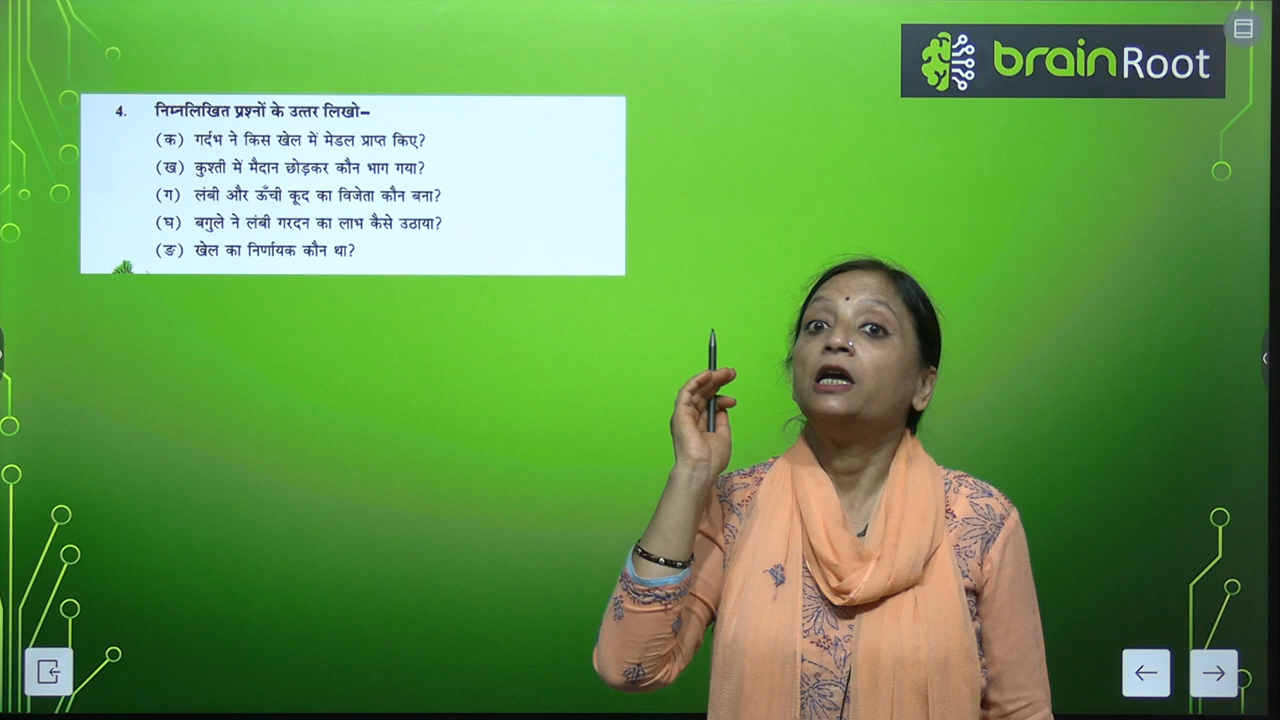 brainRoot
4. निम्नलिखित प्रश्नों के उत्तर लिखो–
(क) गर्दभ ने किस खेल में मेडल प्राप्त किए?
(ख) कुश्ती में मैदान छोड़कर कौन भाग गया?
(ग) लंबी और ऊँची कूद का विजेता कौन बना?
(घ) बगुले ने लंबी गरदन का लाभ कैसे उठाया?
(ङ) खेल का निर्णायक कौन था?